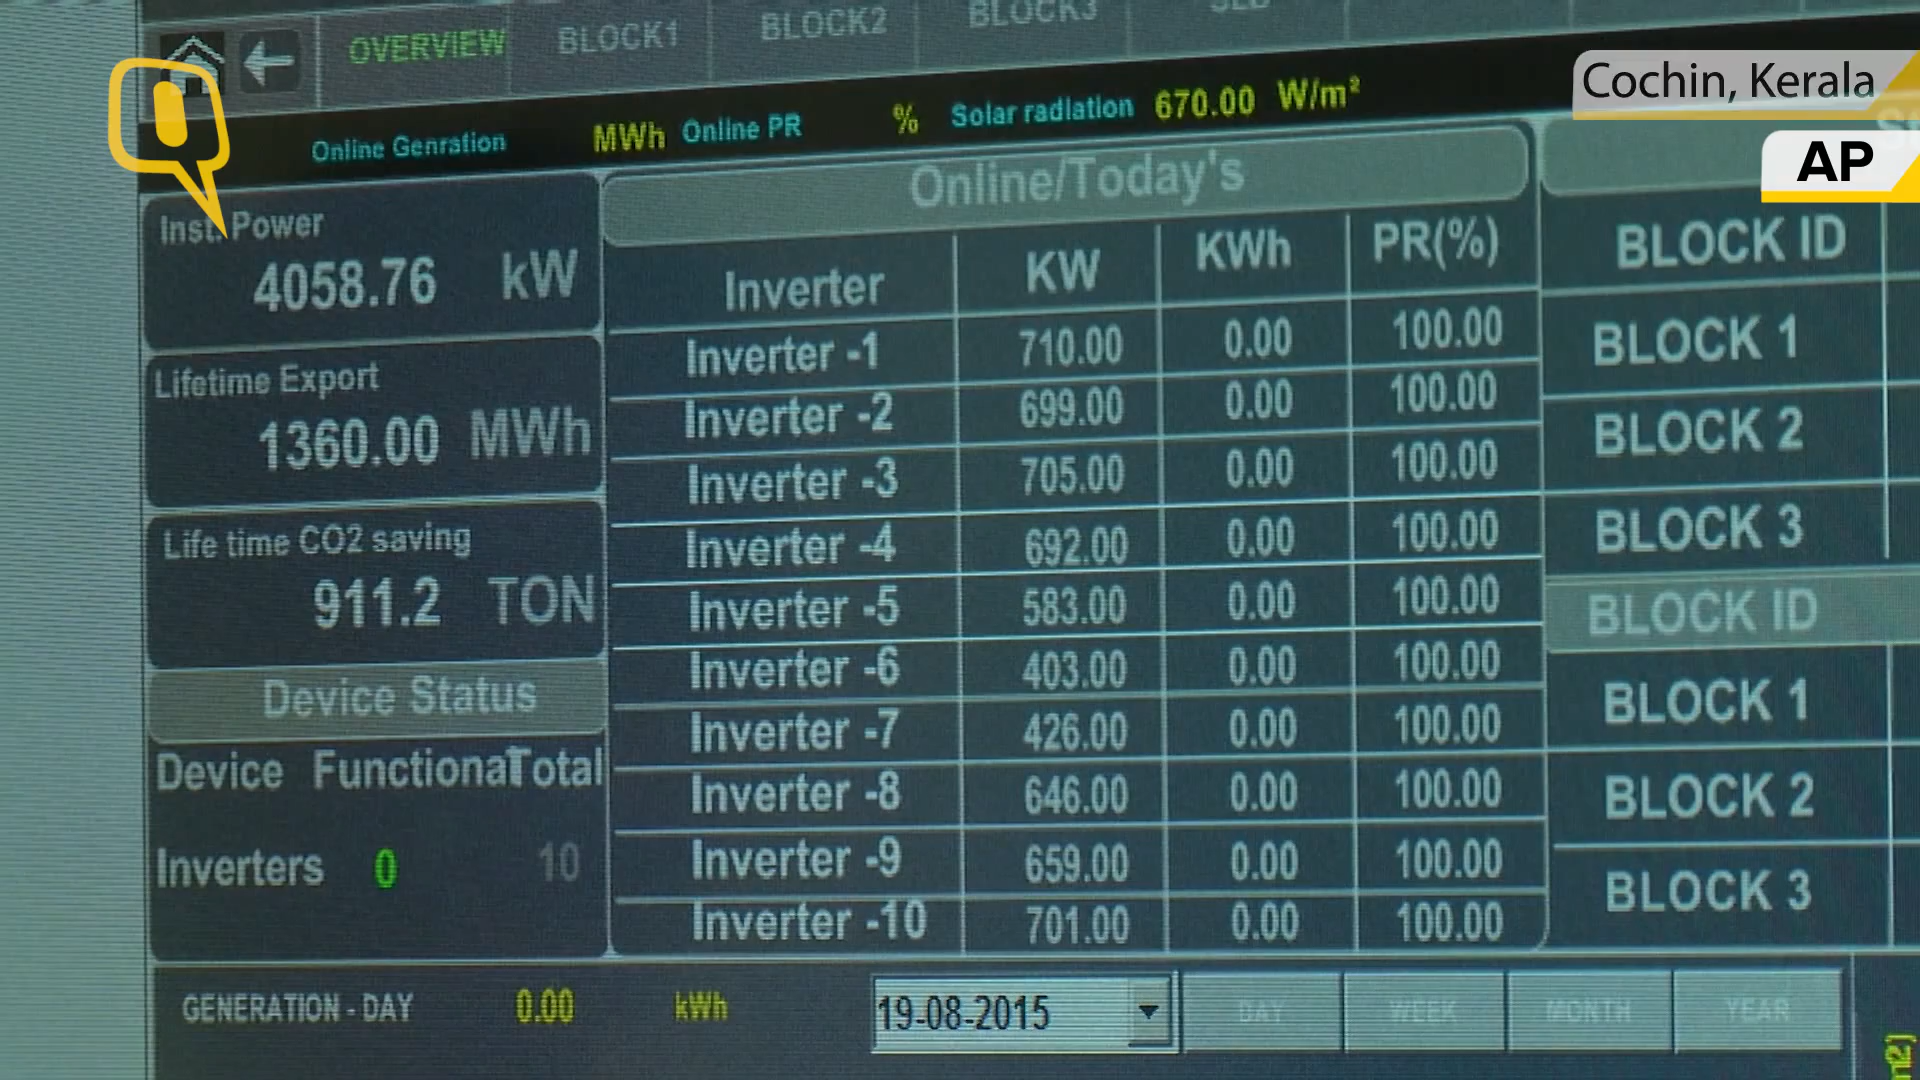 OVERVIEW BLOCK1 BLOCK2 BLOCK3
Cochin, Kerala
AP
Online Genration MWh Online PR % Solar radiation 670.00 W/m²
Inst. Power
4058.76 kW
Lifetime Export
1360.00 MWh
Life time CO2 saving
911.2 TON
Device Status
Device Functional Total
Inverters 0 10
Online/Today's
Inverter KW KWh PR(%)
Inverter -1 710.00 0.00 100.00
Inverter -2 699.00 0.00 100.00
Inverter -3 705.00 0.00 100.00
Inverter -4 692.00 0.00 100.00
Inverter -5 583.00 0.00 100.00
Inverter -6 403.00 0.00 100.00
Inverter -7 426.00 0.00 100.00
Inverter -8 646.00 0.00 100.00
Inverter -9 659.00 0.00 100.00
Inverter -10 701.00 0.00 100.00
BLOCK ID
BLOCK 1
BLOCK 2
BLOCK 3
BLOCK ID
BLOCK 1
BLOCK 2
BLOCK 3
GENERATION - DAY 0.00 kWh 19-08-2015 DAY WEEK MONTH YEAR